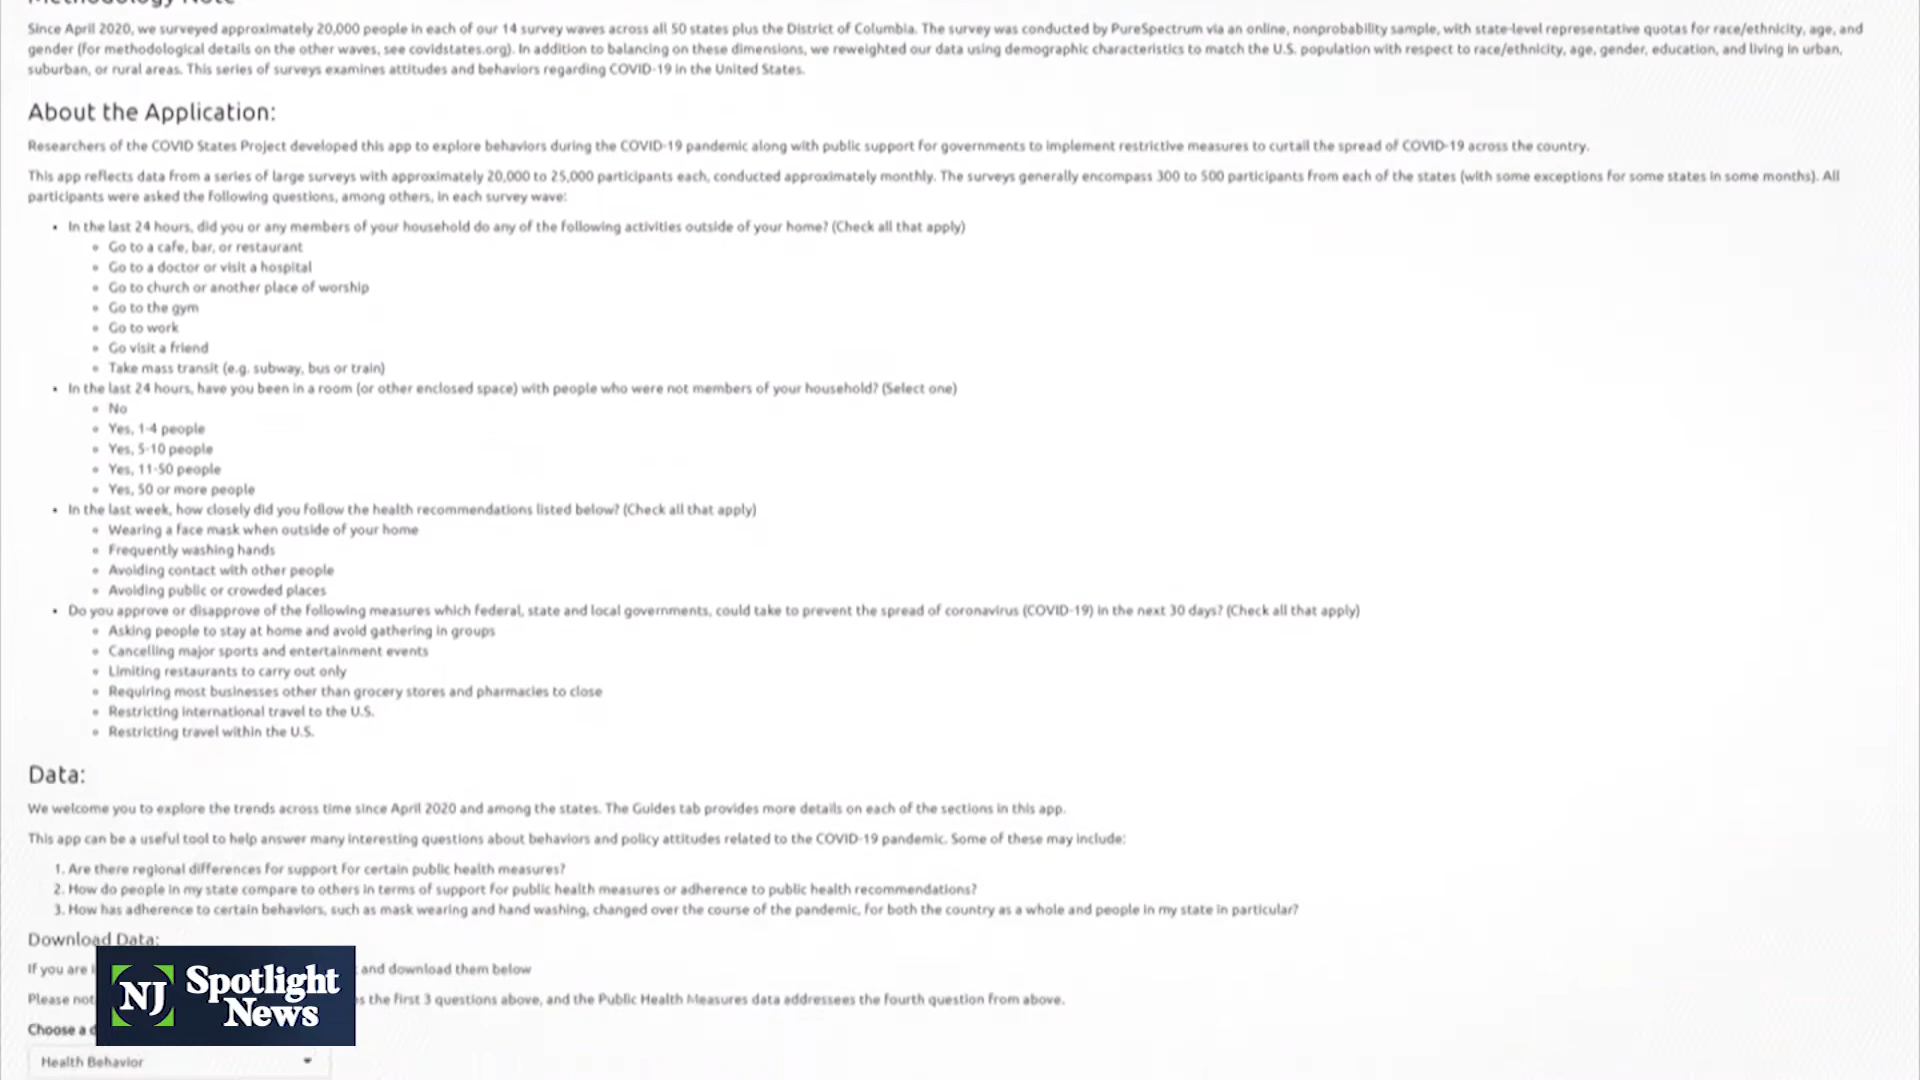 Methodology Note
Since April 2020, we surveyed approximately 20,000 people in each of our 14 survey waves across all 50 states plus the District of Columbia. The survey was conducted by PureSpectrum via an online, nonprobability sample, with state-level representative quotas for race/ethnicity, age, and
gender (for methodological details on the other waves, see covidstates.org). In addition to balancing on these dimensions, we reweighted our data using demographic characteristics to match the U.S. population with respect to race/ethnicity, age, gender, education, and living in urban,
suburban, or rural areas. This series of surveys examines attitudes and behaviors regarding COVID-19 in the United States.
About the Application:
Researchers of the COVID States Project developed this app to explore behaviors during the COVID-19 pandemic along with public support for governments to implement restrictive measures to curtail the spread of COVID-19 across the country.
This app reflects data from a series of large surveys with approximately 20,000 to 25,000 participants each, conducted approximately monthly. The surveys generally encompass 300 to 500 participants from each of the states (with some exceptions for some states in some months). All
participants were asked the following questions, among others, in each survey wave:
• In the last 24 hours, did you or any members of your household do any of the following activities outside of your home? (Check all that apply)
Go to a cafe, bar, or restaurant
Go to a doctor or visit a hospital
Go to church or another place of worship
Go to the gym
Go to work
Go visit a friend
Take mass transit (e.g. subway, bus or train)
• In the last 24 hours, have you been in a room (or other enclosed space) with people who were not members of your household? (Select one)
No
Yes, 1-4 people
Yes, 5-10 people
Yes, 11-50 people
Yes, 50 or more people
• In the last week, how closely did you follow the health recommendations listed below? (Check all that apply)
Wearing a face mask when outside of your home
Frequently washing hands
Avoiding contact with other people
Avoiding public or crowded places
• Do you approve or disapprove of the following measures which federal, state and local governments, could take to prevent the spread of coronavirus (COVID-19) in the next 30 days? (Check all that apply)
Asking people to stay at home and avoid gathering in groups
Cancelling major sports and entertainment events
Limiting restaurants to carry out only
Requiring most businesses other than grocery stores and pharmacies to close
Restricting international travel to the U.S.
Restricting travel within the U.S.
Data:
We welcome you to explore the trends across time since April 2020 and among the states. The Guides tab provides more details on each of the sections in this app.
This app can be a useful tool to help answer many interesting questions about behaviors and policy attitudes related to the COVID-19 pandemic. Some of these may include:
1. Are there regional differences for support for certain public health measures?
2. How do people in my state compare to others in terms of support for public health measures or adherence to public health recommendations?
3. How has adherence to certain behaviors, such as mask wearing and hand washing, changed over the course of the pandemic, for both the country as a whole and people in my state in particular?
Download Data:
If you are and download them below
Please the first 3 questions above, and the Public Health Measures data addressees the fourth question from above.
Choose a
Health Behavior
NJ Spotlight
News